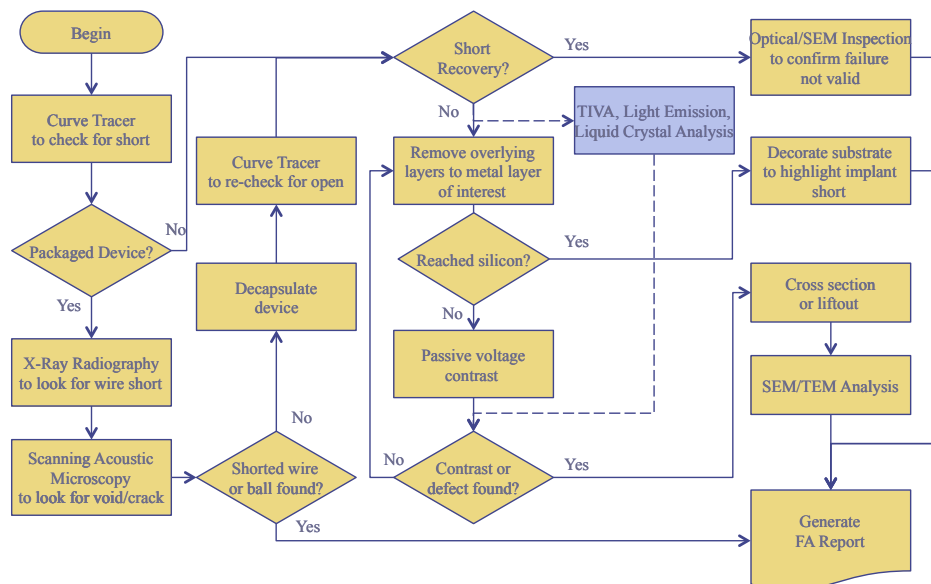 Begin
Curve Tracer
to check for short
Packaged Device?
No
Yes
X-Ray Radiography
to look for wire short
Scanning Acoustic
Microscopy
to look for void/crack
Shorted wire
or ball found?
No
Yes
Decapsulate
device
Curve Tracer
to re-check for open
Short
Recovery?
Yes
No
Optical/SEM Inspection
to confirm failure
not valid
TIVA, Light Emission,
Liquid Crystal Analysis
Remove overlying
layers to metal layer
of interest
Reached silicon?
Yes
No
Decorate substrate
to highlight implant
short
Passive voltage
contrast
Contrast or
defect found?
No
Yes
Cross section
or liftout
SEM/TEM Analysis
Generate
FA Report